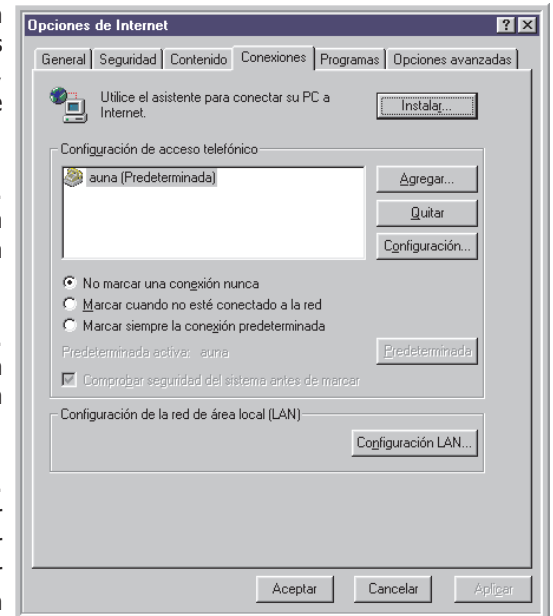 Opciones de Internet
General Seguridad Contenido Conexiones Programas Opciones avanzadas
Utilice el asistente para conectar su PC a
Internet.
Instalar...
Configuración de acceso telefónico
auna (Predeterminada)
Agregar...
Quitar
Configuración...
No marcar una conexión nunca
Marcar cuando no esté conectado a la red
Marcar siempre la conexión predeterminada
Predeterminada activa: auna
Predeterminada
Comprobar seguridad del sistema antes de marcar
Configuración de la red de área local (LAN)
Configuración LAN...
Aceptar Cancelar Aplicar